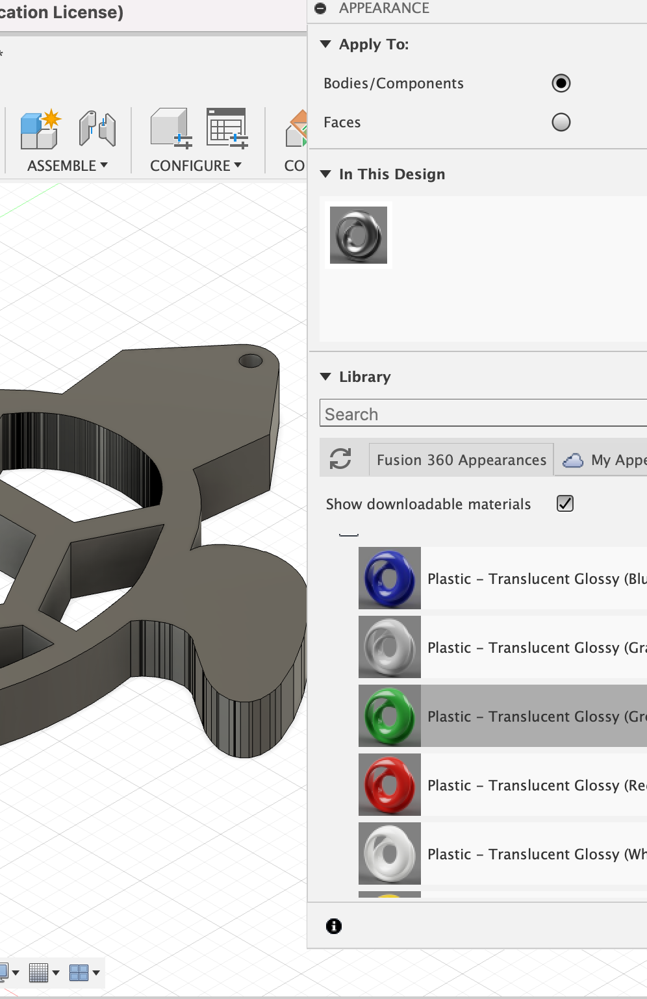 cation License)
APPEARANCE
Apply To:
*
Bodies/Components
Faces
ASSEMBLE
CONFIGURE
CO
In This Design
Library
Search
Fusion 360 Appearances
My Appe
Show downloadable materials
Plastic - Translucent Glossy (Blu
Plastic - Translucent Glossy (Gra
Plastic - Translucent Glossy (Gre
Plastic - Translucent Glossy (Re
Plastic - Translucent Glossy (Wh